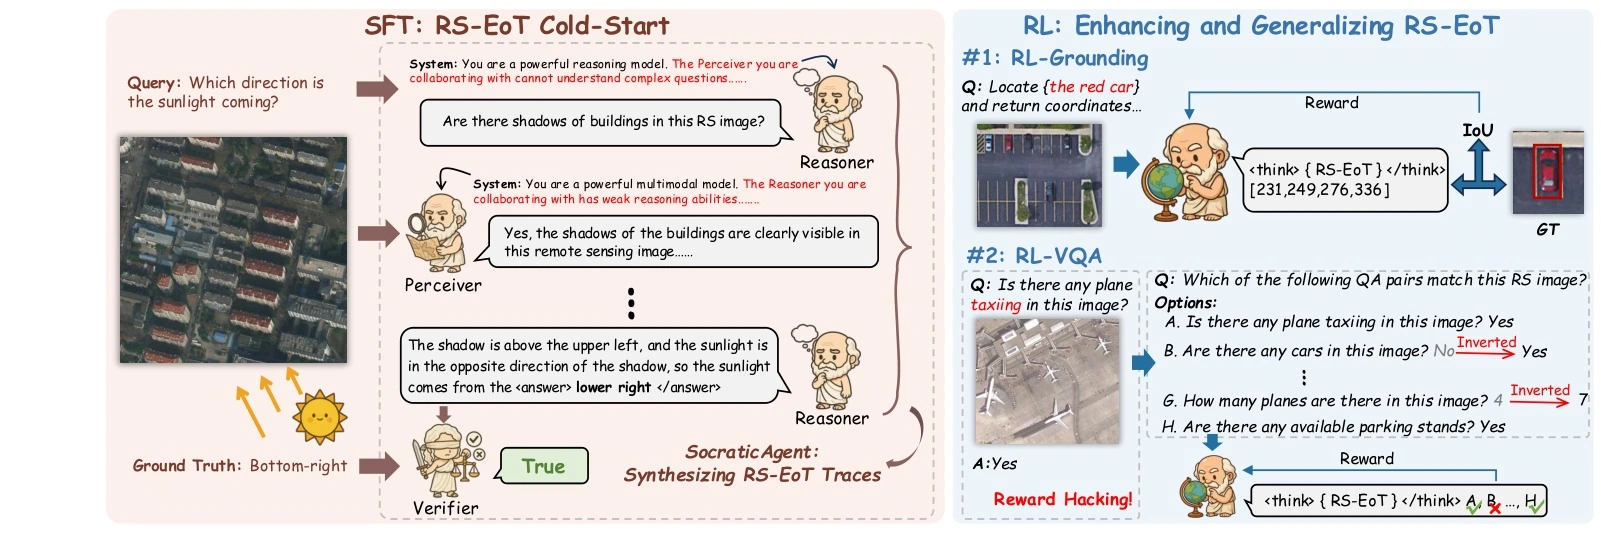 SFT: RS-EoT Cold-Start
Query: Which direction is
the sunlight coming?
System: You are a powerful reasoning model. The Perceiver you are
collaborating with cannot understand complex questions......
Are there shadows of buildings in this RS image?
Reasoner
System: You are a powerful multimodal model. The Reasoner you are
collaborating with has weak reasoning abilities.......
Yes, the shadows of the buildings are clearly visible in
this remote sensing image......
Perceiver
The shadow is above the upper left, and the sunlight is
in the opposite direction of the shadow, so the sunlight
comes from the <answer> lower right </answer>
Reasoner
Ground Truth: Bottom-right
True
Verifier
SocraticAgent:
Synthesizing RS-EoT Traces
RL: Enhancing and Generalizing RS-EoT
#1: RL-Grounding
Q: Locate {the red car}
and return coordinates...
Reward
IoU
<think> { RS-EoT } </think>
[231,249,276,336]
GT
#2: RL-VQA
Q: Is there any plane
taxiing in this image?
A:Yes
Reward Hacking!
Q: Which of the following QA pairs match this RS image?
Options:
A. Is there any plane taxiing in this image? Yes
B. Are there any cars in this image? No Inverted Yes
G. How many planes are there in this image? 4 Inverted 7
H. Are there any available parking stands? Yes
Reward
<think> { RS-EoT } </think> A, B ..., H